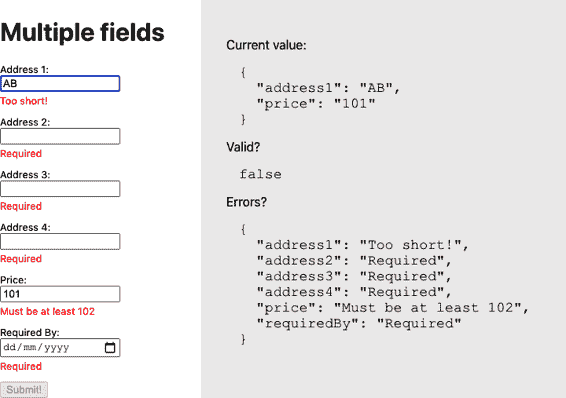 Multiple fields
Address 1:
AB
Too short!
Address 2:
Required
Address 3:
Required
Address 4:
Required
Price:
101
Must be at least 102
Required By:
dd/mm/yyyy
Required
Submit!
Current value:
{
"address1": "AB",
"price": "101"
}
Valid?
false
Errors?
{
"address1": "Too short!",
"address2": "Required",
"address3": "Required",
"address4": "Required",
"price": "Must be at least 102",
"requiredBy": "Required"
}